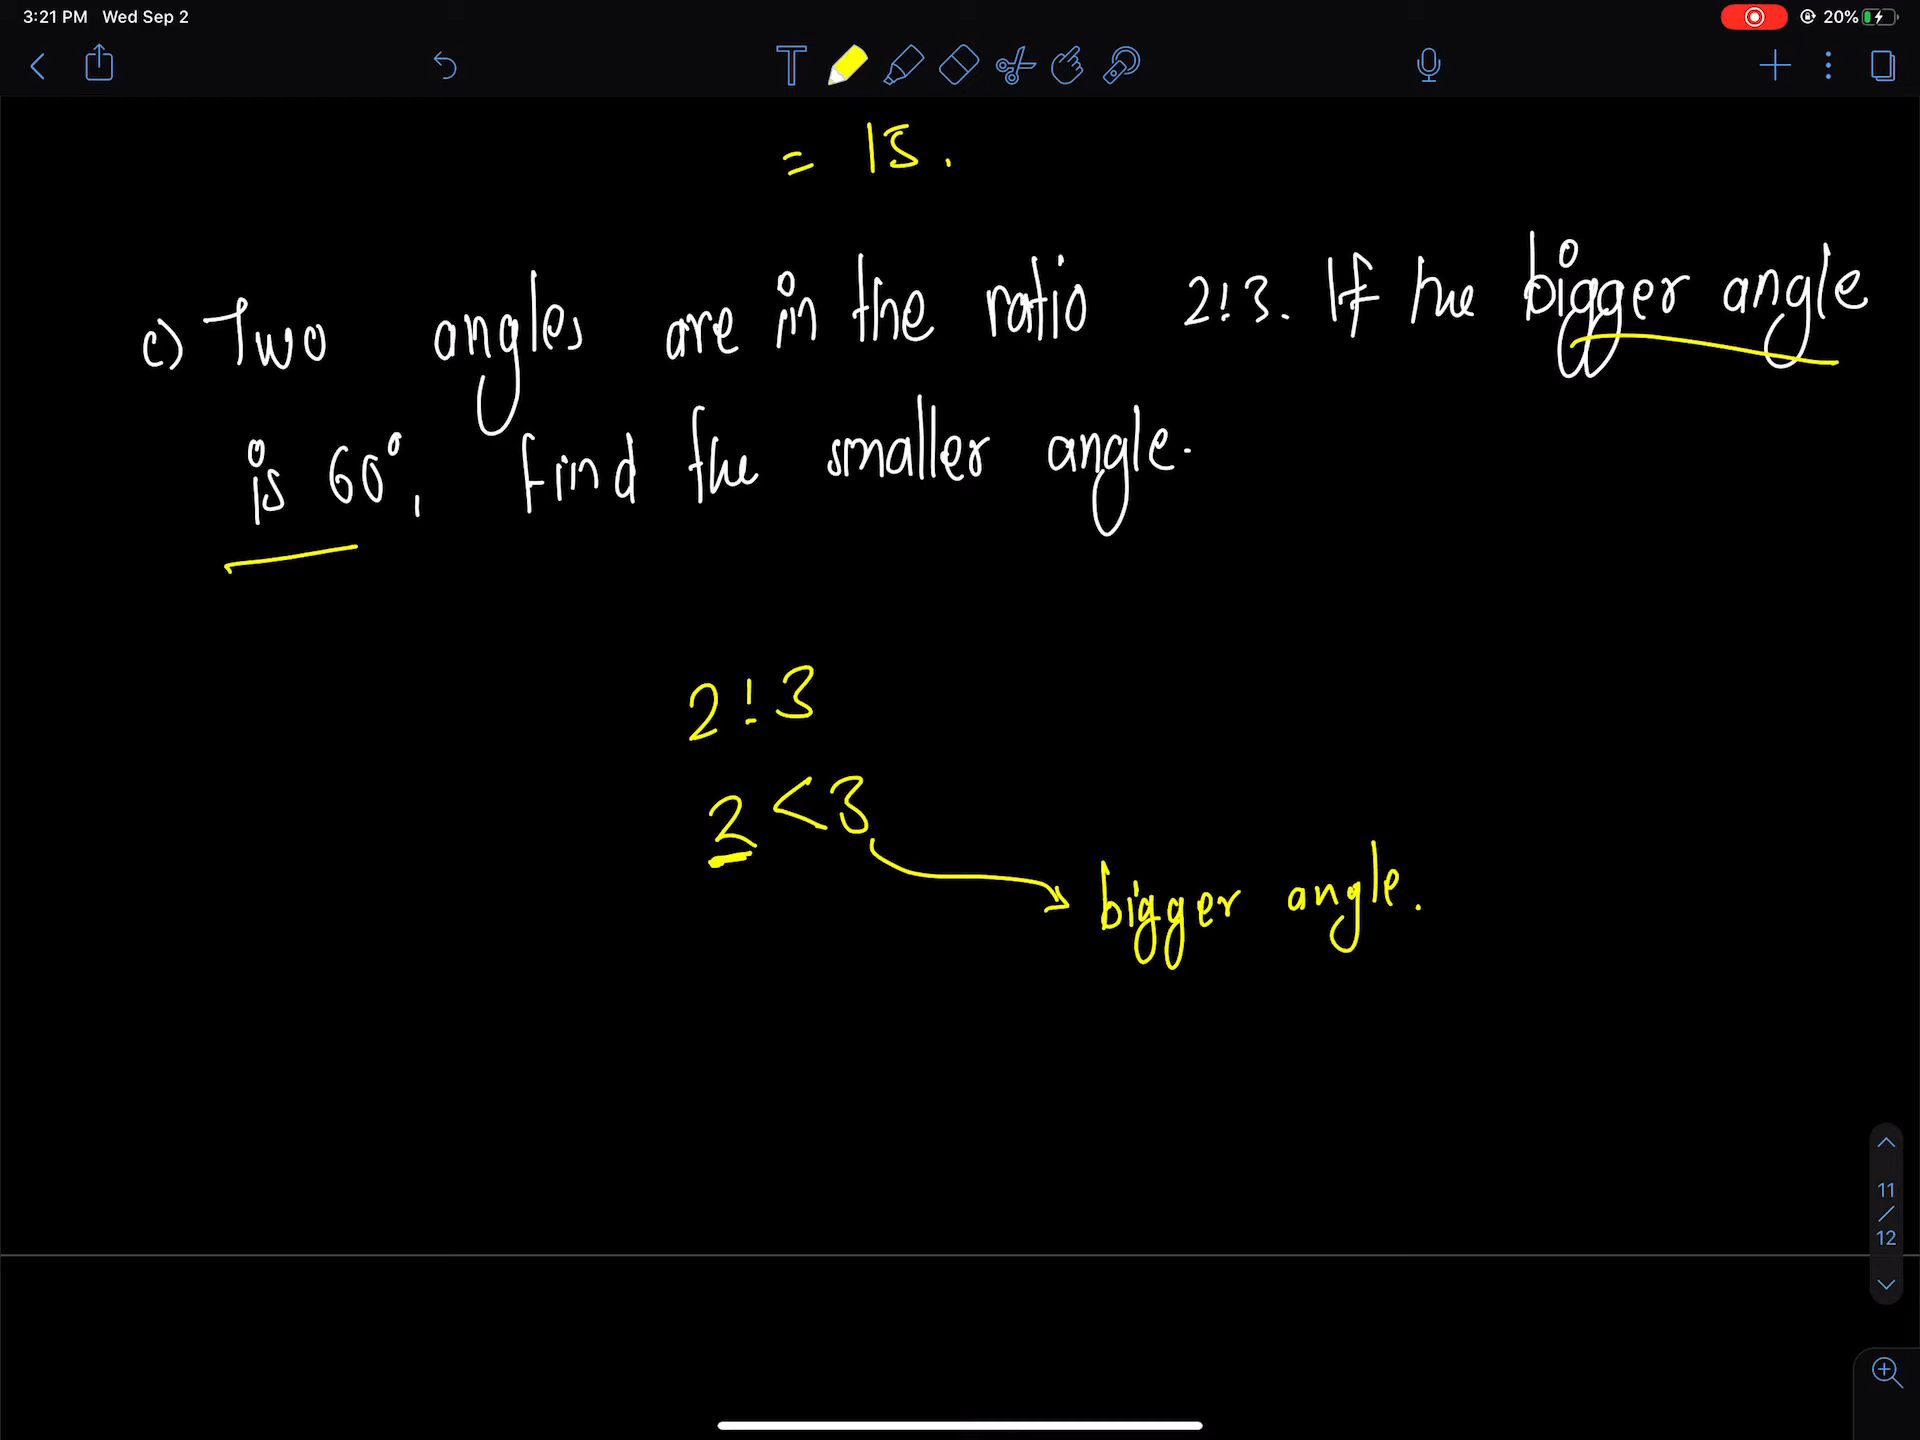 3:21 PM Wed Sep 2
20%
T
= 15.
c) Two angles are in the ratio 2:3. If the bigger angle
is 60°, find the smaller angle.
2:3
2 < 3
bigger angle.
11
/
12